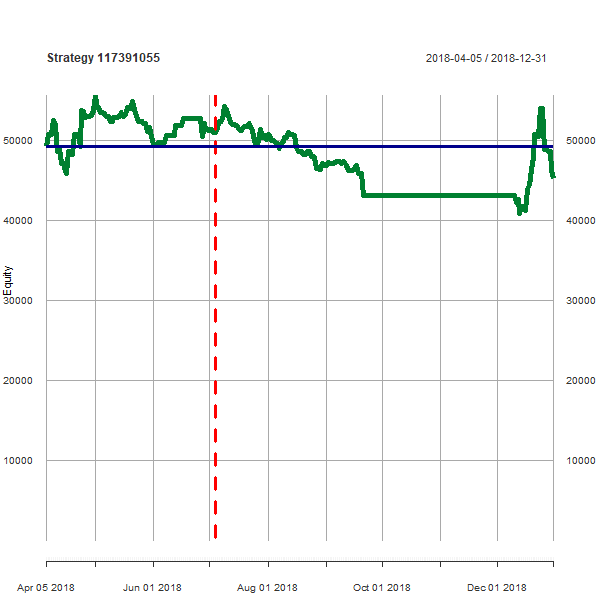 Strategy 117391055
2018-04-05 / 2018-12-31
50000
50000
40000
40000
Equity
30000
30000
20000
20000
10000
10000
Apr 05 2018
Jun 01 2018
Aug 01 2018
Oct 01 2018
Dec 01 2018